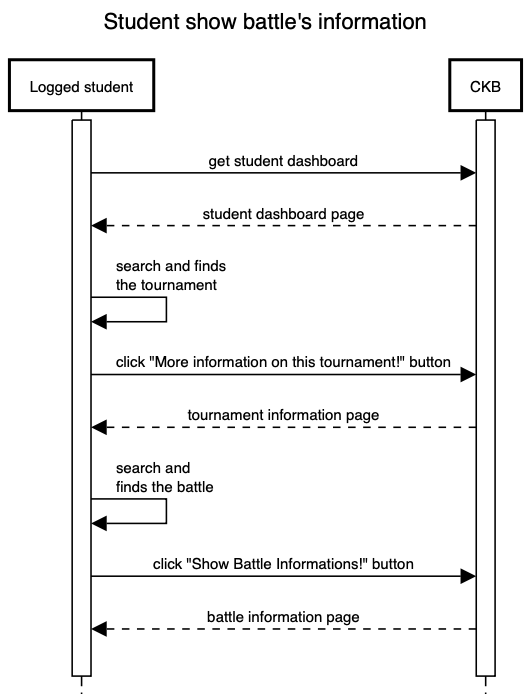 Student show battle's information
Logged student
CKB
get student dashboard
student dashboard page
search and finds
the tournament
click "More information on this tournament!" button
tournament information page
search and
finds the battle
click "Show Battle Informations!" button
battle information page